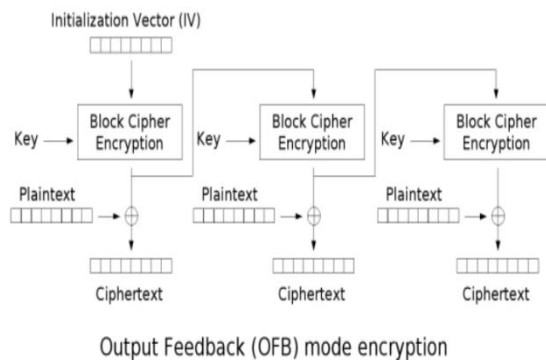 Initialization Vector (IV)
Key
Block Cipher
Encryption
Key
Block Cipher
Encryption
Key
Block Cipher
Encryption
Plaintext
Plaintext
Plaintext
Ciphertext
Ciphertext
Ciphertext
Output Feedback (OFB) mode encryption